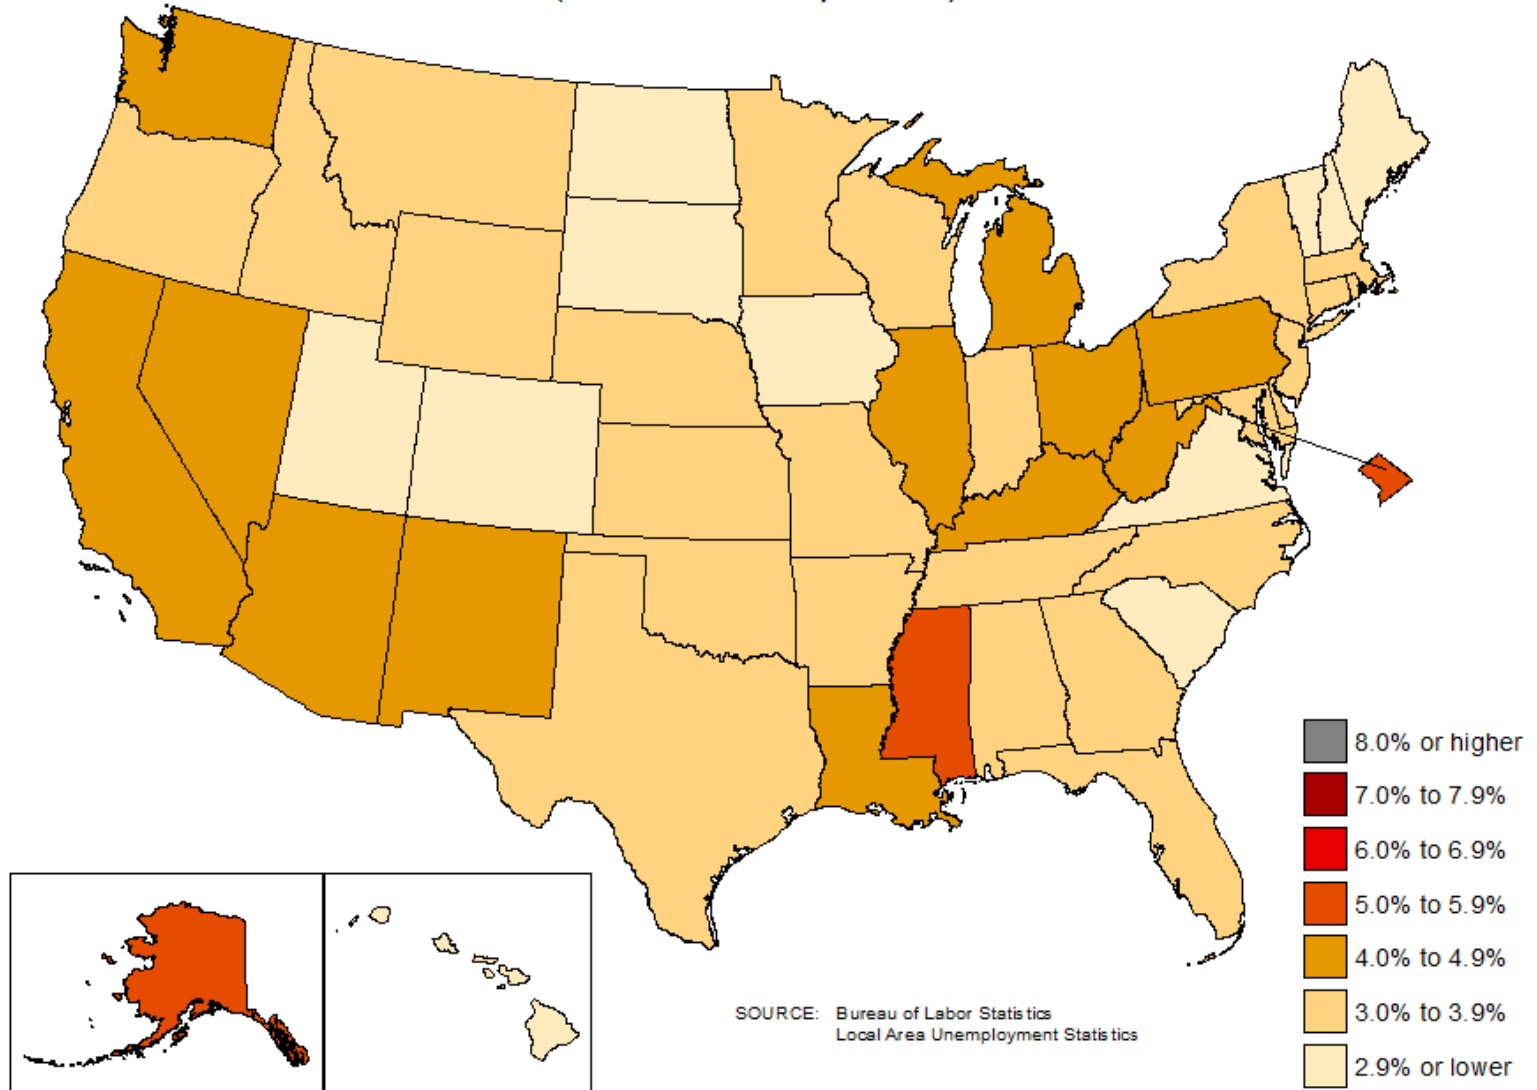 8.0% or higher
7.0% to 7.9%
6.0% to 6.9%
5.0% to 5.9%
4.0% to 4.9%
3.0% to 3.9%
2.9% or lower
SOURCE: Bureau of Labor Statistics
Local Area Unemployment Statistics